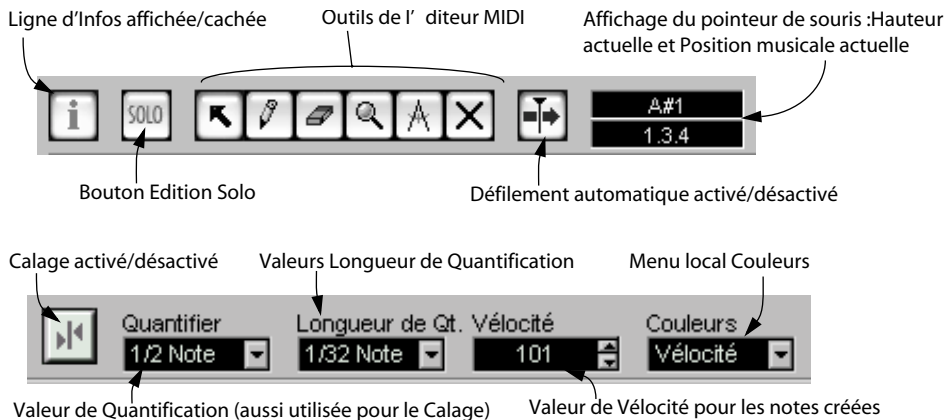 Ligne d'Infos affichée/cachée
Outils de l' diteur MIDI
Affichage du pointeur de souris :Hauteur
actuelle et Position musicale actuelle
i
SOLO
A#1
1.3.4
Bouton Edition Solo
Défilement automatique activé/désactivé
Calage activé/désactivé
Valeurs Longueur de Quantification
Menu local Couleurs
Quantifier
Longueur de Qt.
Vélocité
Couleurs
1/2 Note
1/32 Note
101
Vélocité
Valeur de Quantification (aussi utilisée pour le Calage)
Valeur de Vélocité pour les notes créées